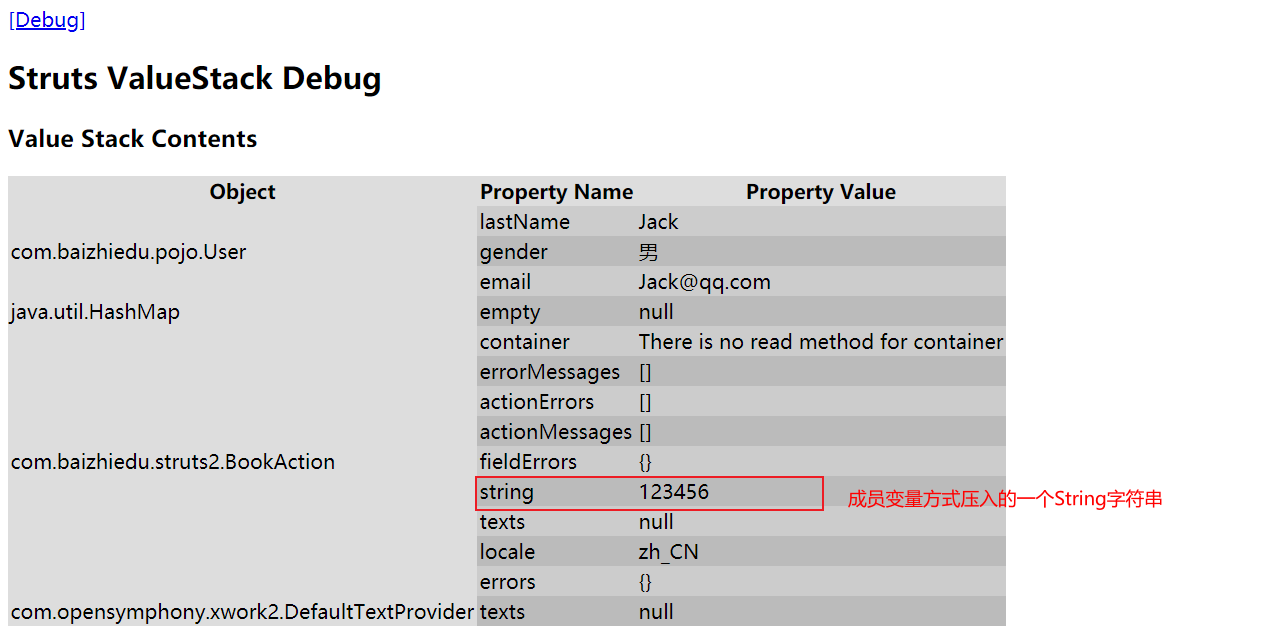 [Debug]
Struts ValueStack Debug
Value Stack Contents
Object Property Name Property Value
lastName Jack
com.baizhiedu.pojo.User gender 男
email Jack@qq.com
java.util.HashMap empty null
container There is no read method for container
errorMessages []
actionErrors []
actionMessages []
com.baizhiedu.struts2.BookAction fieldErrors {}
string 123456 成员变量方式压入的一个String字符串
texts null
locale zh_CN
errors {}
com.opensymphony.xwork2.DefaultTextProvider texts null